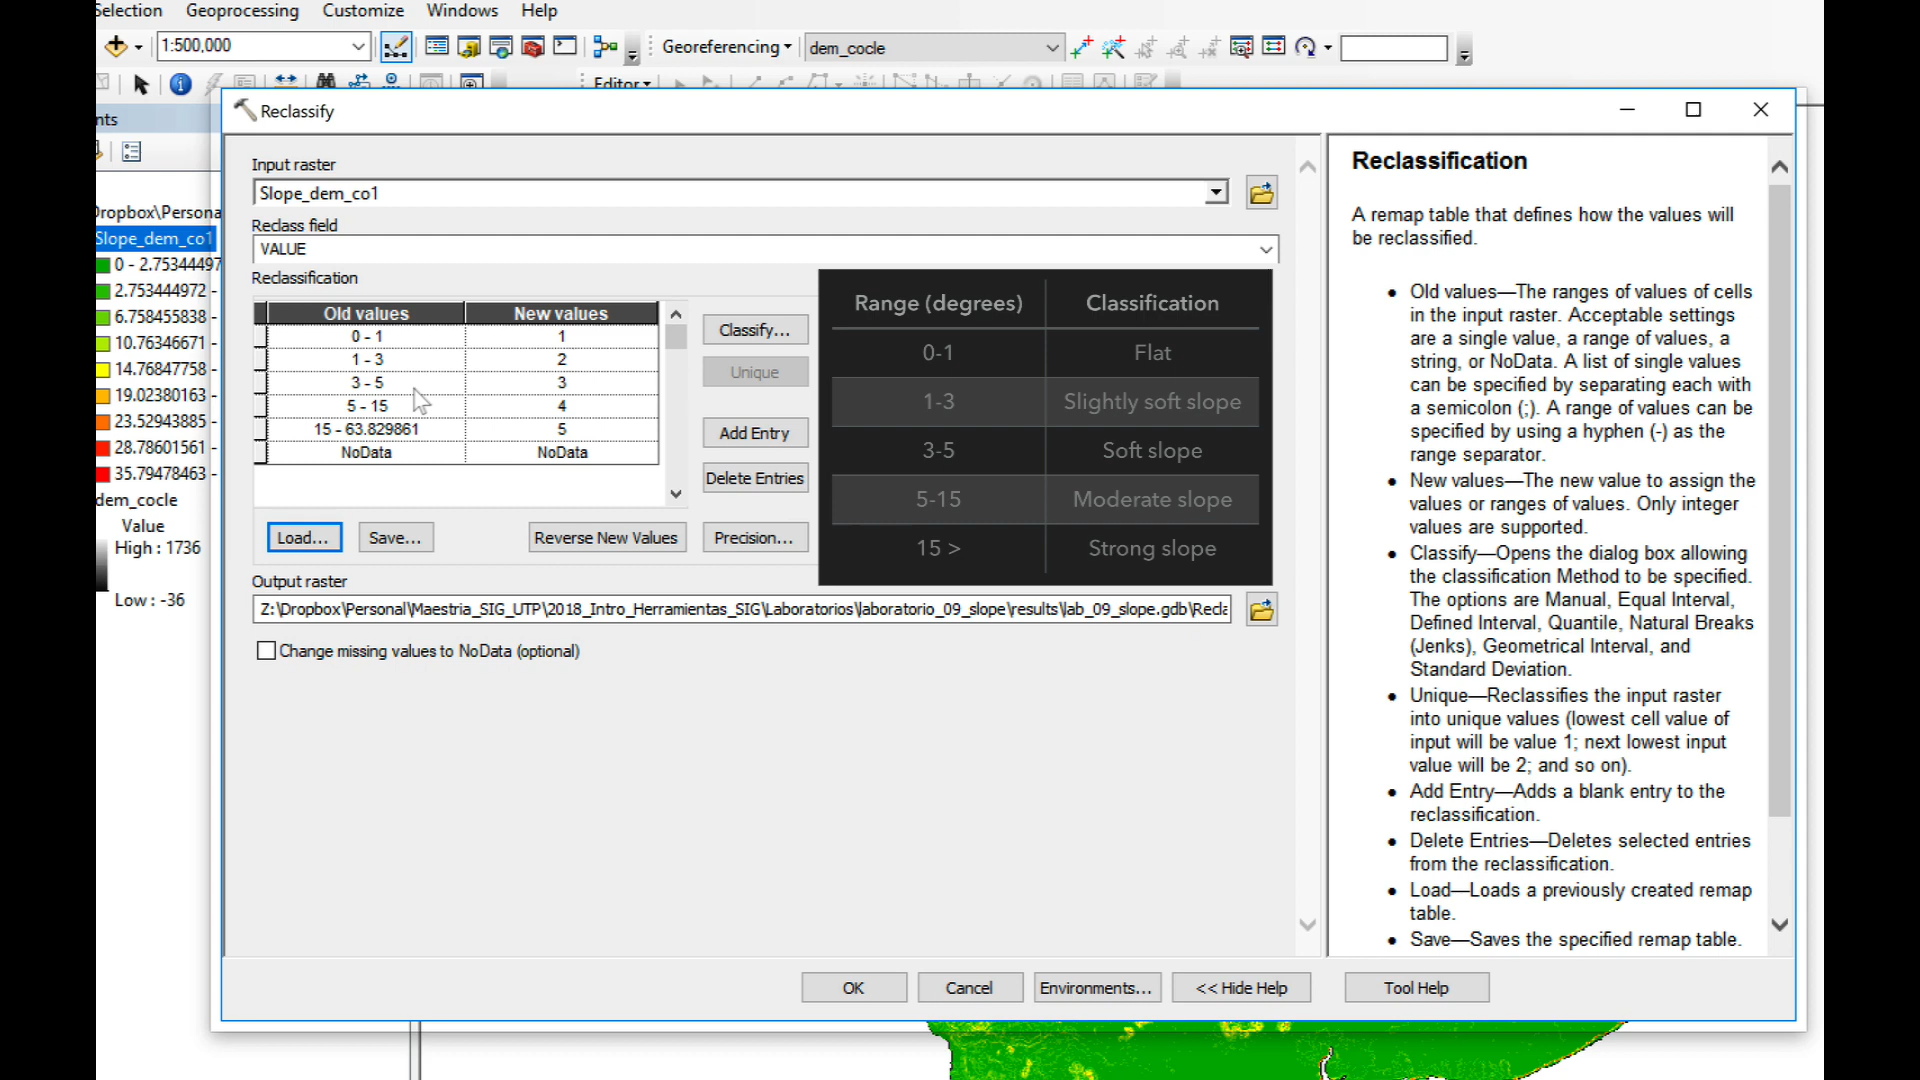 Selection Geoprocessing Customize Windows Help
1:500,000
Georeferencing
dem_cocle
Editor
Reclassify
Input raster
Slope_dem_co1
Reclass field
VALUE
Reclassification
Old values New values
0 - 1 1
1 - 3 2
3 - 5 3
5 - 15 4
15 - 63.829861 5
NoData NoData
Classify...
Unique
Add Entry
Delete Entries
Load... Save... Reverse New Values Precision...
Range (degrees) Classification
0-1 Flat
1-3 Slightly soft slope
3-5 Soft slope
5-15 Moderate slope
15 > Strong slope
Output raster
Z:\Dropbox\Personal\Maestria_SIG_UTP\2018_Intro_Herramientas_SIG\Laboratorios\laboratorio_09_slope\results\lab_09_slope.gdb\Recla
Change missing values to NoData (optional)
OK Cancel Environments... << Hide Help Tool Help
Reclassification
A remap table that defines how the values will
be reclassified.
• Old values—The ranges of values of cells
in the input raster. Acceptable settings
are a single value, a range of values, a
string, or NoData. A list of single values
can be specified by separating each with
a semicolon (;). A range of values can be
specified by using a hyphen (-) as the
range separator.
• New values—The new value to assign the
values or ranges of values. Only integer
values are supported.
• Classify—Opens the dialog box allowing
the classification Method to be specified.
The options are Manual, Equal Interval,
Defined Interval, Quantile, Natural Breaks
(Jenks), Geometrical Interval, and
Standard Deviation.
• Unique—Reclassifies the input raster
into unique values (lowest cell value of
input will be value 1; next lowest input
value will be 2; and so on).
• Add Entry—Adds a blank entry to the
reclassification.
• Delete Entries—Deletes selected entries
from the reclassification.
• Load—Loads a previously created remap
table.
• Save—Saves the specified remap table.
nts
Dropbox\Persona
Slope_dem_co1
0 - 2.75344497
2.753444972 -
6.758455838 -
10.76346671 -
14.76847758 -
19.02380163 -
23.52943885 -
28.78601561 -
35.79478463 -
dem_cocle
Value
High : 1736
Low : -36